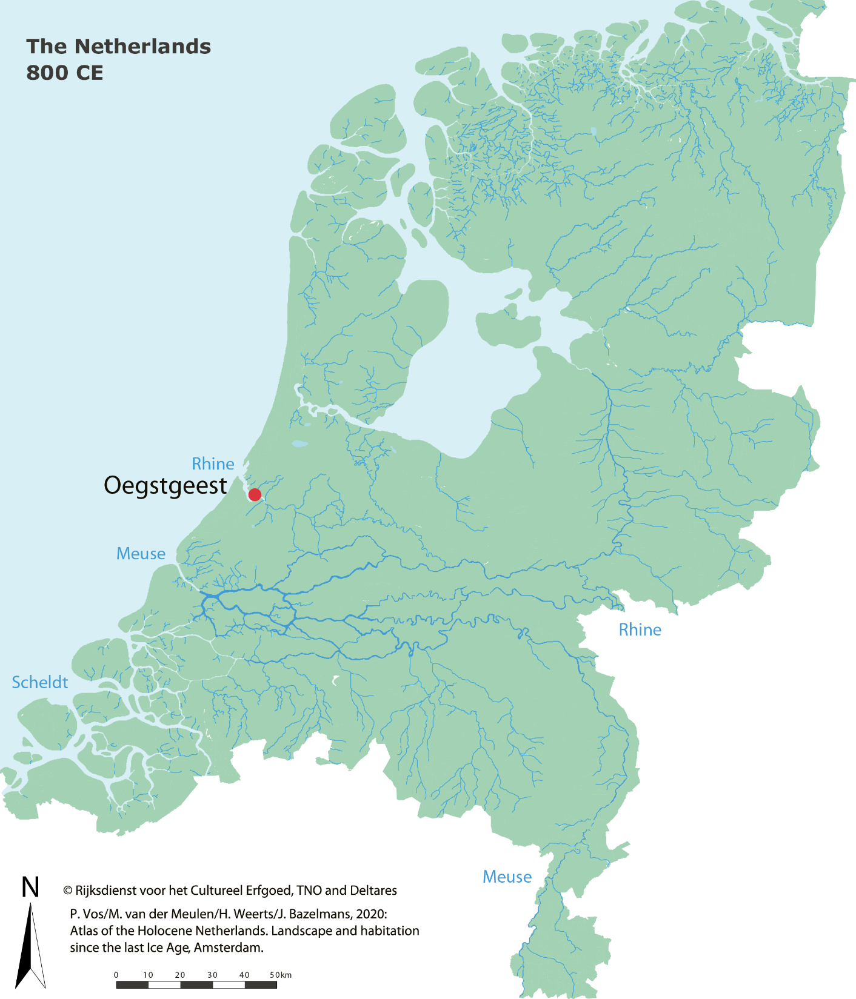 The Netherlands
800 CE
Rhine
Oegstgeest
Meuse
Rhine
Scheldt
Meuse
N
© Rijksdienst voor het Cultureel Erfgoed, TNO and Deltares
P. Vos/M. van der Meulen/H. Weerts/J. Bazelmans, 2020:
Atlas of the Holocene Netherlands. Landscape and habitation
since the last Ice Age, Amsterdam.
0 10 20 30 40 50km